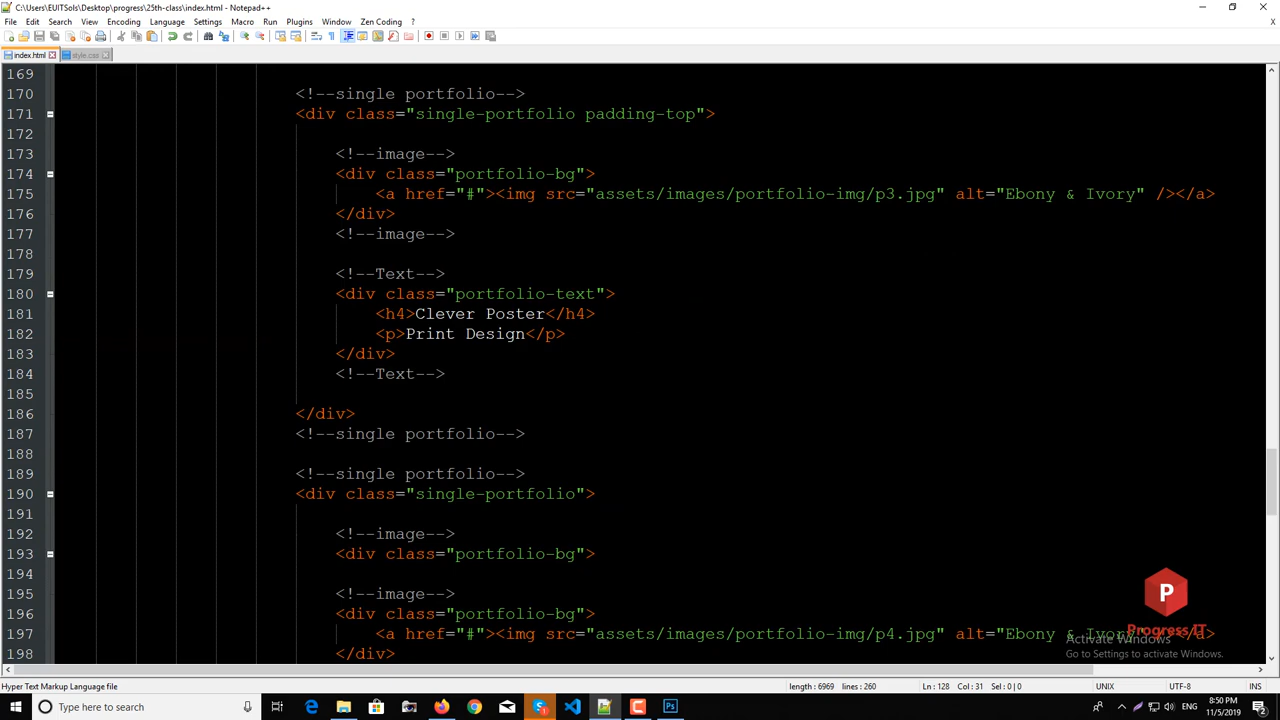 C:\Users\EUITSols\Desktop\progress\25th-class\index.html - Notepad++
File Edit Search View Encoding Language Settings Macro Run Plugins Window Zen Coding ?
index.html style.css
169
170 <!--single portfolio-->
171 <div class="single-portfolio padding-top">
172
173 <!--image-->
174 <div class="portfolio-bg">
175 <a href="#"><img src="assets/images/portfolio-img/p3.jpg" alt="Ebony & Ivory" /></a>
176 </div>
177 <!--image-->
178
179 <!--Text-->
180 <div class="portfolio-text">
181 <h4>Clever Poster</h4>
182 <p>Print Design</p>
183 </div>
184 <!--Text-->
185
186 </div>
187 <!--single portfolio-->
188
189 <!--single portfolio-->
190 <div class="single-portfolio">
191
192 <!--image-->
193 <div class="portfolio-bg">
194
195 <!--image-->
196 <div class="portfolio-bg">
197 <a href="#"><img src="assets/images/portfolio-img/p4.jpg" alt="Ebony & Ivory" /></a>
198 </div>
P
Progress IT
Activate Windows
Go to Settings to activate Windows.
Hyper Text Markup Language file length : 6969 lines : 260 Ln : 128 Col : 31 Sel : 0 | 0 UNIX UTF-8 INS
Type here to search
ENG
8:50 PM
11/5/2019
2